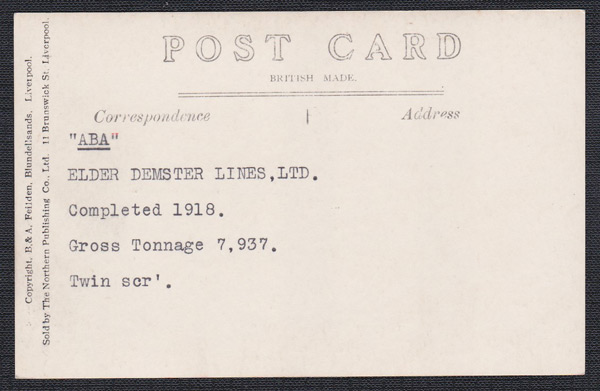 POST CARD
BRITISH MADE.
Correspondence
Address
"ABA"
ELDER DEMSTER LINES,LTD.
Completed 1918.
Gross Tonnage 7,937.
Twin scr'.
Copyright, B.& A. Feilden, Blundellsands, Liverpool.
Sold by The Northern Publishing Co., Ltd. 11 Brunswick St. Liverpool.